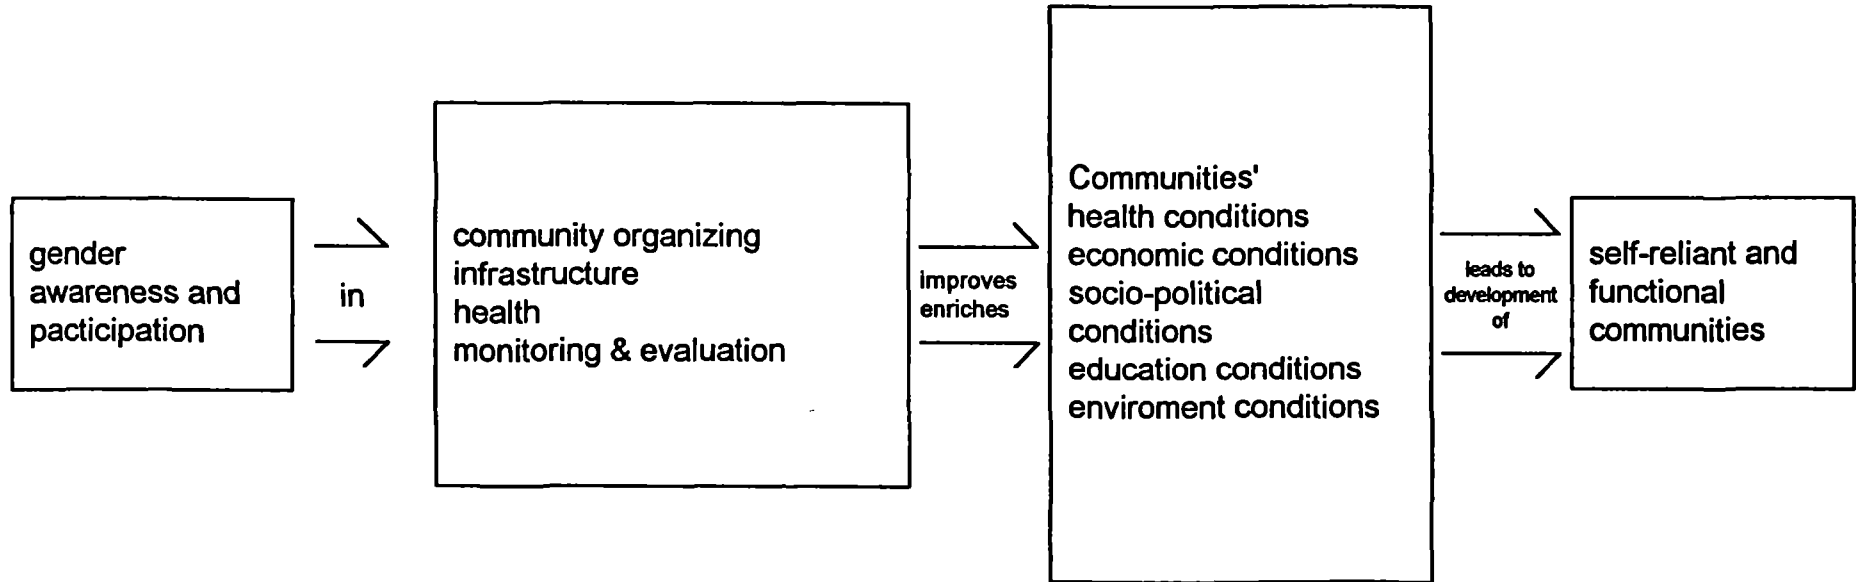 gender
awareness and
pacticipation
in
community organizing
infrastructure
health
monitoring & evaluation
improves
enriches
Communities'
health conditions
economic conditions
socio-political
conditions
education conditions
enviroment conditions
leads to
development
of
self-reliant and
functional
communities